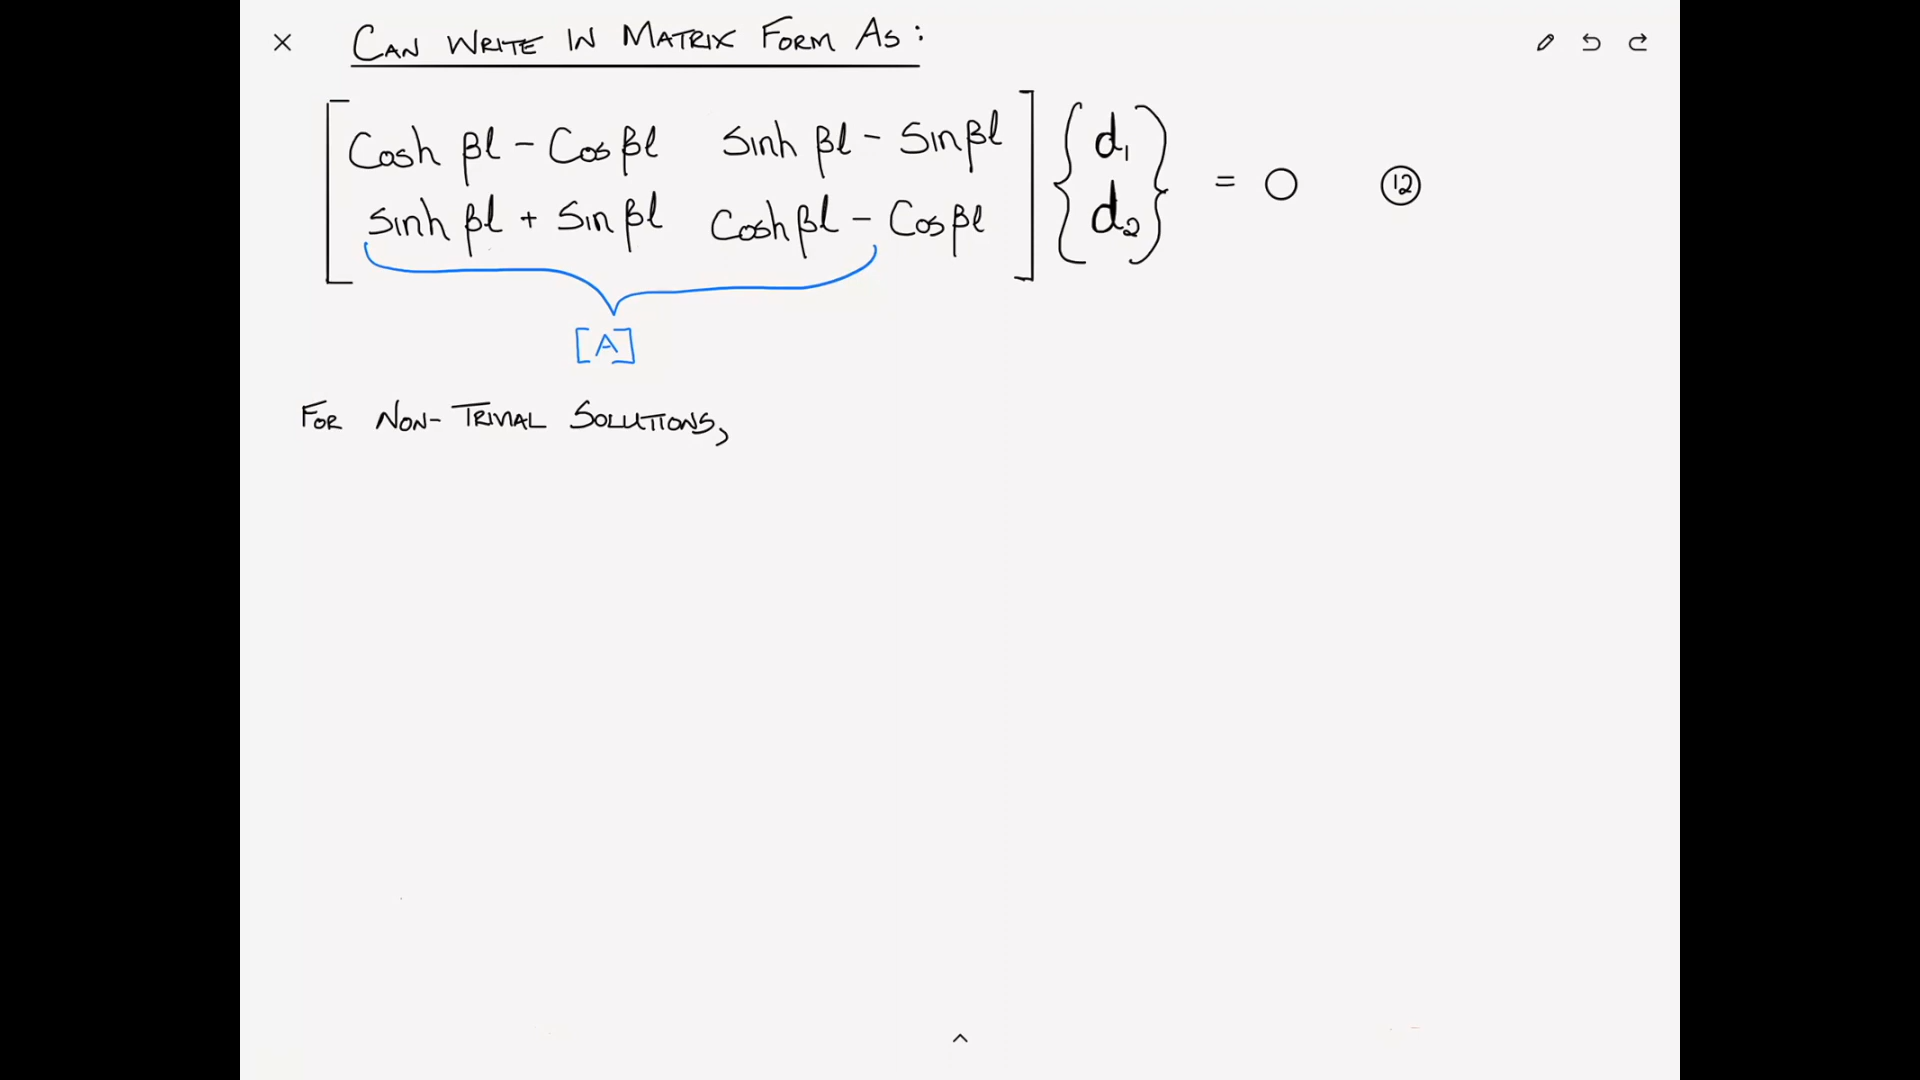 Can Write In Matrix Form As:
Cosh βl - Cos βl Sinh βl - Sin βl d₁
= 0 ⑫
Sinh βl + Sin βl Cosh βl - Cos βl d₂
[A]
For Non-Trivial Solutions,